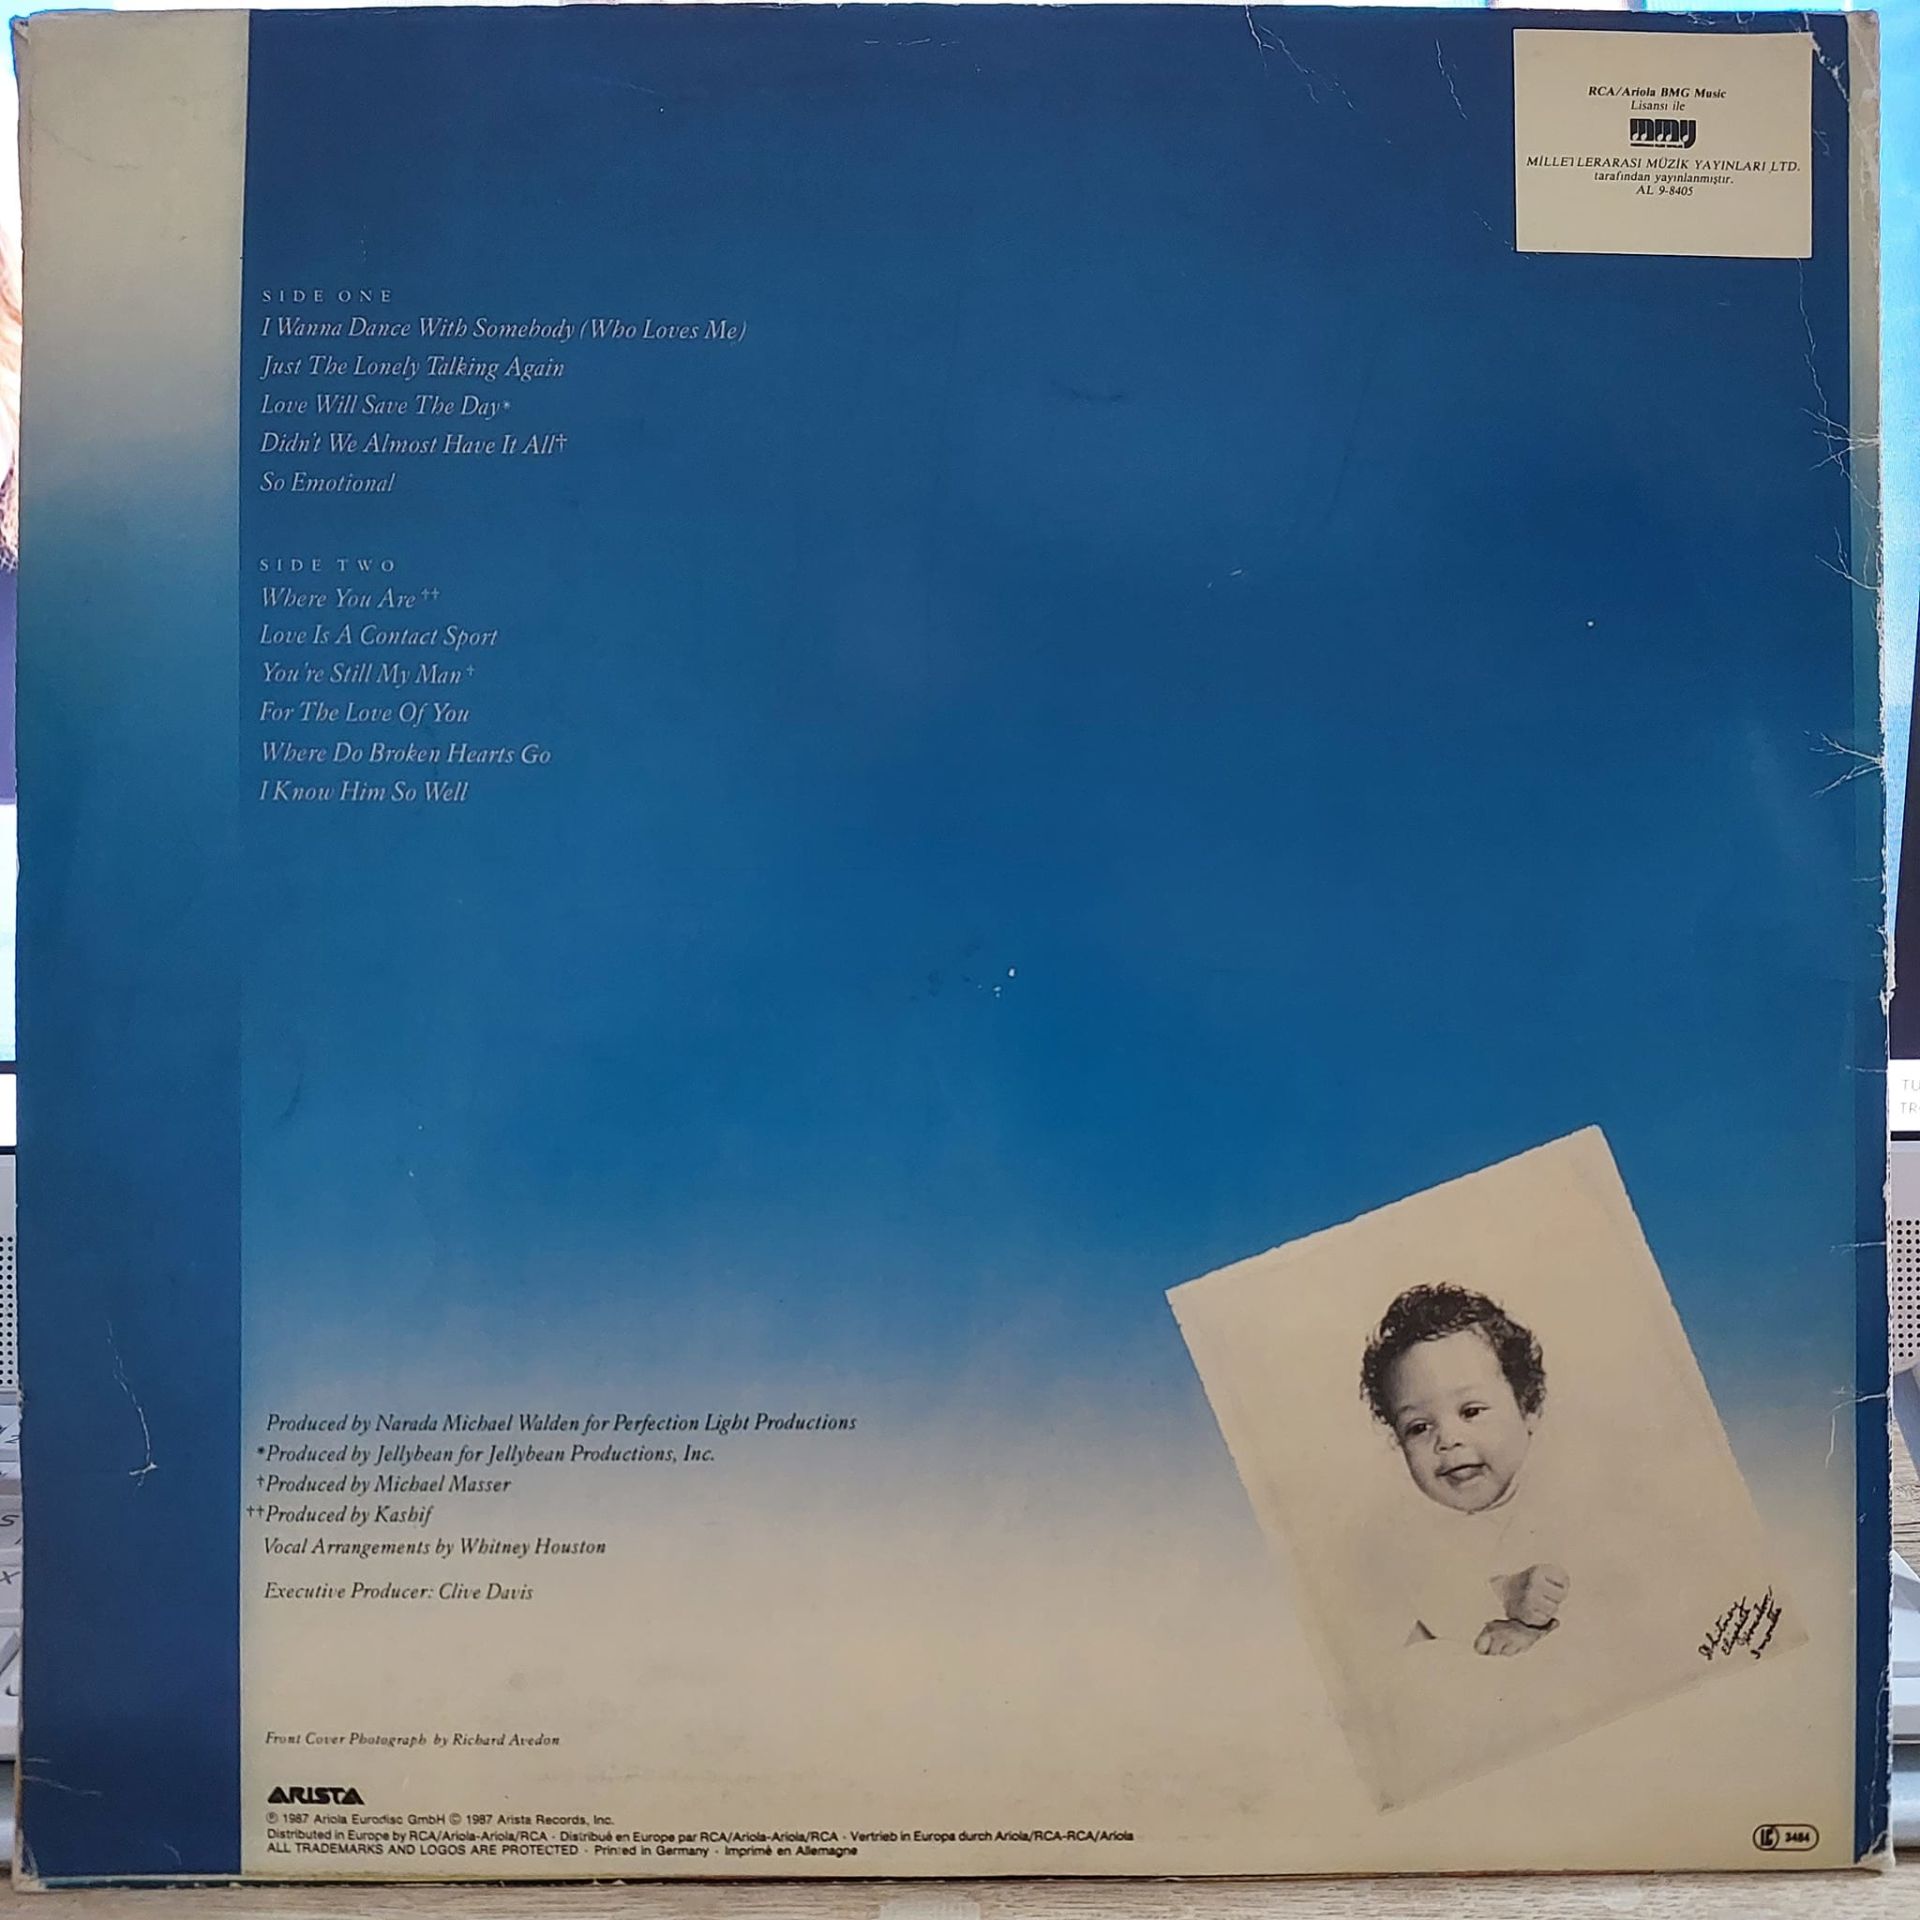 RCA/Ariola BMG Music
Lisansı ile
mmy
MİLLETLERARASI MÜZİK YAYINLARI LTD.
tarafından yayınlanmıştır.
AL 9-8405
SIDE ONE
I Wanna Dance With Somebody (Who Loves Me)
Just The Lonely Talking Again
Love Will Save The Day*
Didn't We Almost Have It All†
So Emotional
SIDE TWO
Where You Are ††
Love Is A Contact Sport
You're Still My Man †
For The Love Of You
Where Do Broken Hearts Go
I Know Him So Well
Produced by Narada Michael Walden for Perfection Light Productions
*Produced by Jellybean for Jellybean Productions, Inc.
†Produced by Michael Masser
††Produced by Kashif
Vocal Arrangements by Whitney Houston
Executive Producer: Clive Davis
Whitney
Elizabeth
Houston
Front Cover Photograph by Richard Avedon
ARISTA
℗ 1987 Ariola Eurodisc GmbH © 1987 Arista Records, Inc.
Distributed in Europe by RCA/Ariola-Ariola/RCA · Distribué en Europe par RCA/Ariola-Ariola/RCA · Vertrieb in Europa durch Ariola/RCA-RCA/Ariola
ALL TRADEMARKS AND LOGOS ARE PROTECTED · Printed in Germany · Imprimé en Allemagne
LC 3484